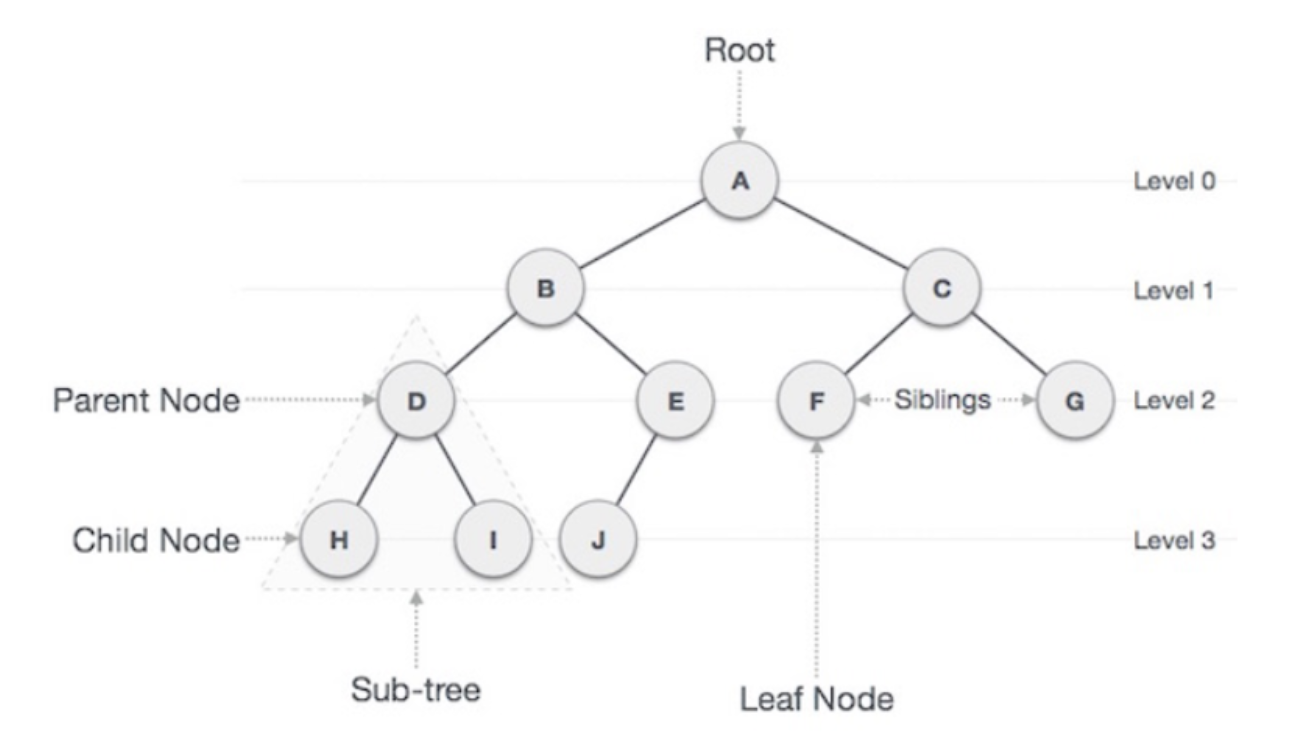 Root
A
Level 0
B
C
Level 1
Parent Node
D
E
F
Siblings
G
Level 2
Child Node
H
I
J
Level 3
Sub-tree
Leaf Node